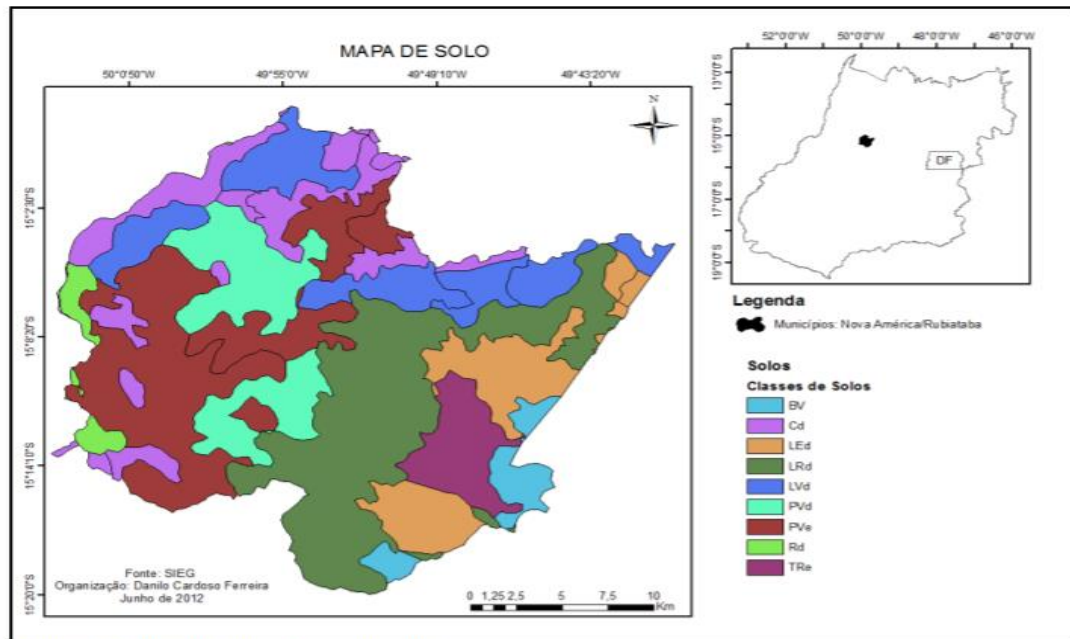 MAPA DE SOLO
50°0'50"W 49°55'0"W 49°49'10"W 49°43'20"W
N
15°2'30"S
15°8'20"S
15°14'10"S
15°20'0"S
Fonte: SIEG
Organização: Danilo Cardoso Ferreira
Junho de 2012
0 1,25 2,5 5 7,5 10
Km
52°0'0"W 50°0'0"W 48°0'0"W 46°0'0"W
13°0'0"S
15°0'0"S
17°0'0"S
19°0'0"S
DF
Legenda
Municípios: Nova América/Rubiataba
Solos
Classes de Solos
BV
Cd
LEd
LRd
LVd
PVd
PVe
Rd
TRe